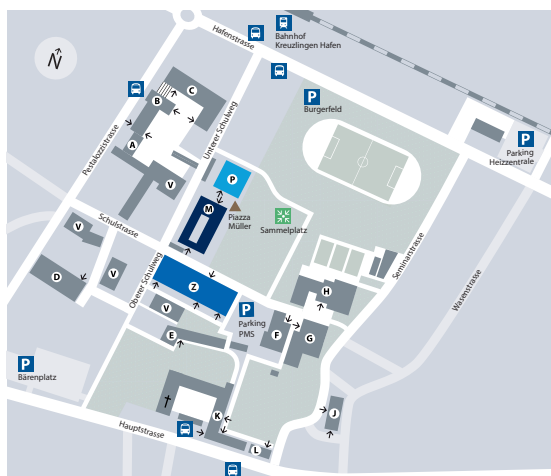 Hafenstrasse
Bahnhof
Kreuzlingen Hafen
N
C
B
P
Burgerfeld
Pestalozzistrasse
A
Unterer Schulweg
P
Parking
Heizzentrale
V
P
M
Piazza
Müller
Sammelplatz
Schulstrasse
V
Seminarstrasse
D
V
Oberer Schulweg
Z
H
Waxenstrasse
V
P
Parking
PMS
F
G
E
P
Bärenplatz
K
J
Hauptstrasse
L